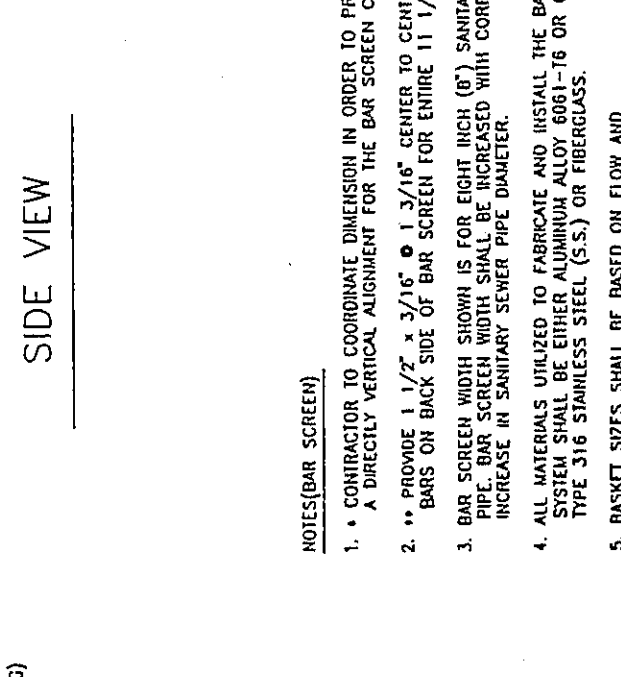 G)
SIDE VIEW
NOTES(BAR SCREEN)
1. * CONTRACTOR TO COORDINATE DIMENSION IN ORDER TO
A DIRECTLY VERTICAL ALIGNMENT FOR THE BAR SCREEN
2. ** PROVIDE 1 1/2" x 3/16" @ 1 3/16" CENTER TO
BARS ON BACK SIDE OF BAR SCREEN FOR ENTIRE 11
3. BAR SCREEN WIDTH SHOWN IS FOR EIGHT INCH (8")
PIPE. BAR SCREEN WIDTH SHALL BE INCREASED WITH
INCREASE IN SANITARY SEWER PIPE DIAMETER.
4. ALL MATERIALS UTILIZED TO FABRICATE AND INSTALL THE
SYSTEM SHALL BE EITHER ALUMINUM ALLOY 6061-T6 OR
TYPE 316 STAINLESS STEEL (S.S.) OR FIBERGLASS.
5. BASKET SIZES SHALL BE BASED ON FLOW AND